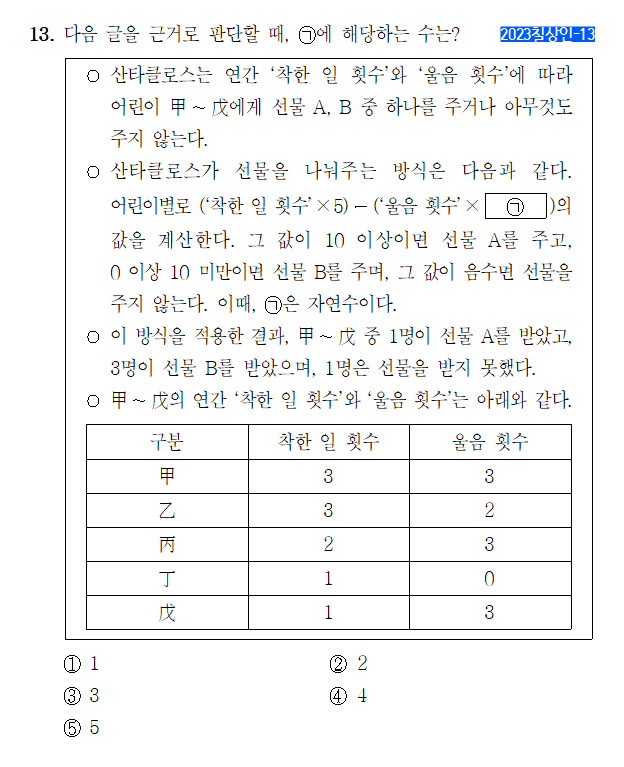 13. 다음 글을 근거로 판단할 때, ㉠에 해당하는 수는? 2023칠상인-13
○ 산타클로스는 연간 ‘착한 일 횟수’와 ‘울음 횟수’에 따라
어린이 甲～戊에게 선물 A, B 중 하나를 주거나 아무것도
주지 않는다.
○ 산타클로스가 선물을 나눠주는 방식은 다음과 같다.
어린이별로 (‘착한 일 횟수’×5)－(‘울음 횟수’× ㉠ )의
값을 계산한다. 그 값이 10 이상이면 선물 A를 주고,
0 이상 10 미만이면 선물 B를 주며, 그 값이 음수면 선물을
주지 않는다. 이때, ㉠은 자연수이다.
○ 이 방식을 적용한 결과, 甲～戊 중 1명이 선물 A를 받았고,
3명이 선물 B를 받았으며, 1명은 선물을 받지 못했다.
○ 甲～戊의 연간 ‘착한 일 횟수’와 ‘울음 횟수’는 아래와 같다.
구분 착한 일 횟수 울음 횟수
甲 3 3
乙 3 2
丙 2 3
丁 1 0
戊 1 3
① 1 ② 2
③ 3 ④ 4
⑤ 5